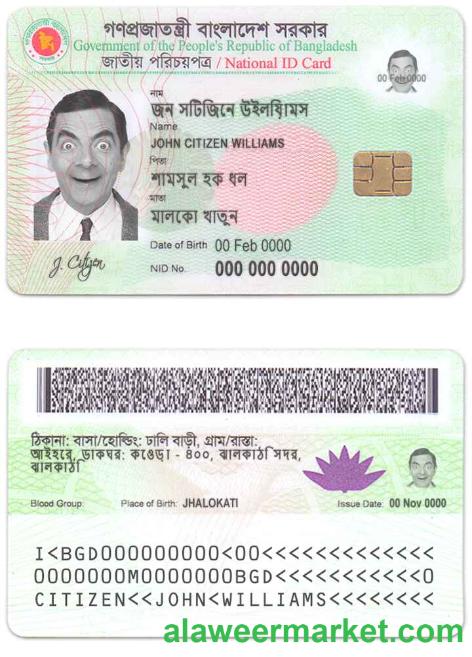 গণপ্রজাতন্ত্রী বাংলাদেশ সরকার
Government of the People's Republic of Bangladesh
জাতীয় পরিচয়পত্র / National ID Card
00 Feb 0000
নাম
জন সটিজিনে উইলয়িামস
Name
JOHN CITIZEN WILLIAMS
পিতা
শামসুল হক ধল
মাতা
মালকো খাতুন
Date of Birth 00 Feb 0000
J. Citizen
NID No. 000 000 0000
ঠিকানা: বাসা/হোল্ডিং: ঢালি বাড়ী, গ্রাম/রাস্তা:
আইহরে, ডাকঘর: কওেড়া - ৪০০, ঝালকাঠি সদর,
ঝালকাঠি
Blood Group: Place of Birth: JHALOKATI Issue Date: 00 Nov 0000
I<BGD0000000000<00<<<<<<<<<<<<<
0000000M0000000BGD<<<<<<<<<<<0
CITIZEN<<JOHN<WILLIAMS<<<<<<<<
alaweermarket.com